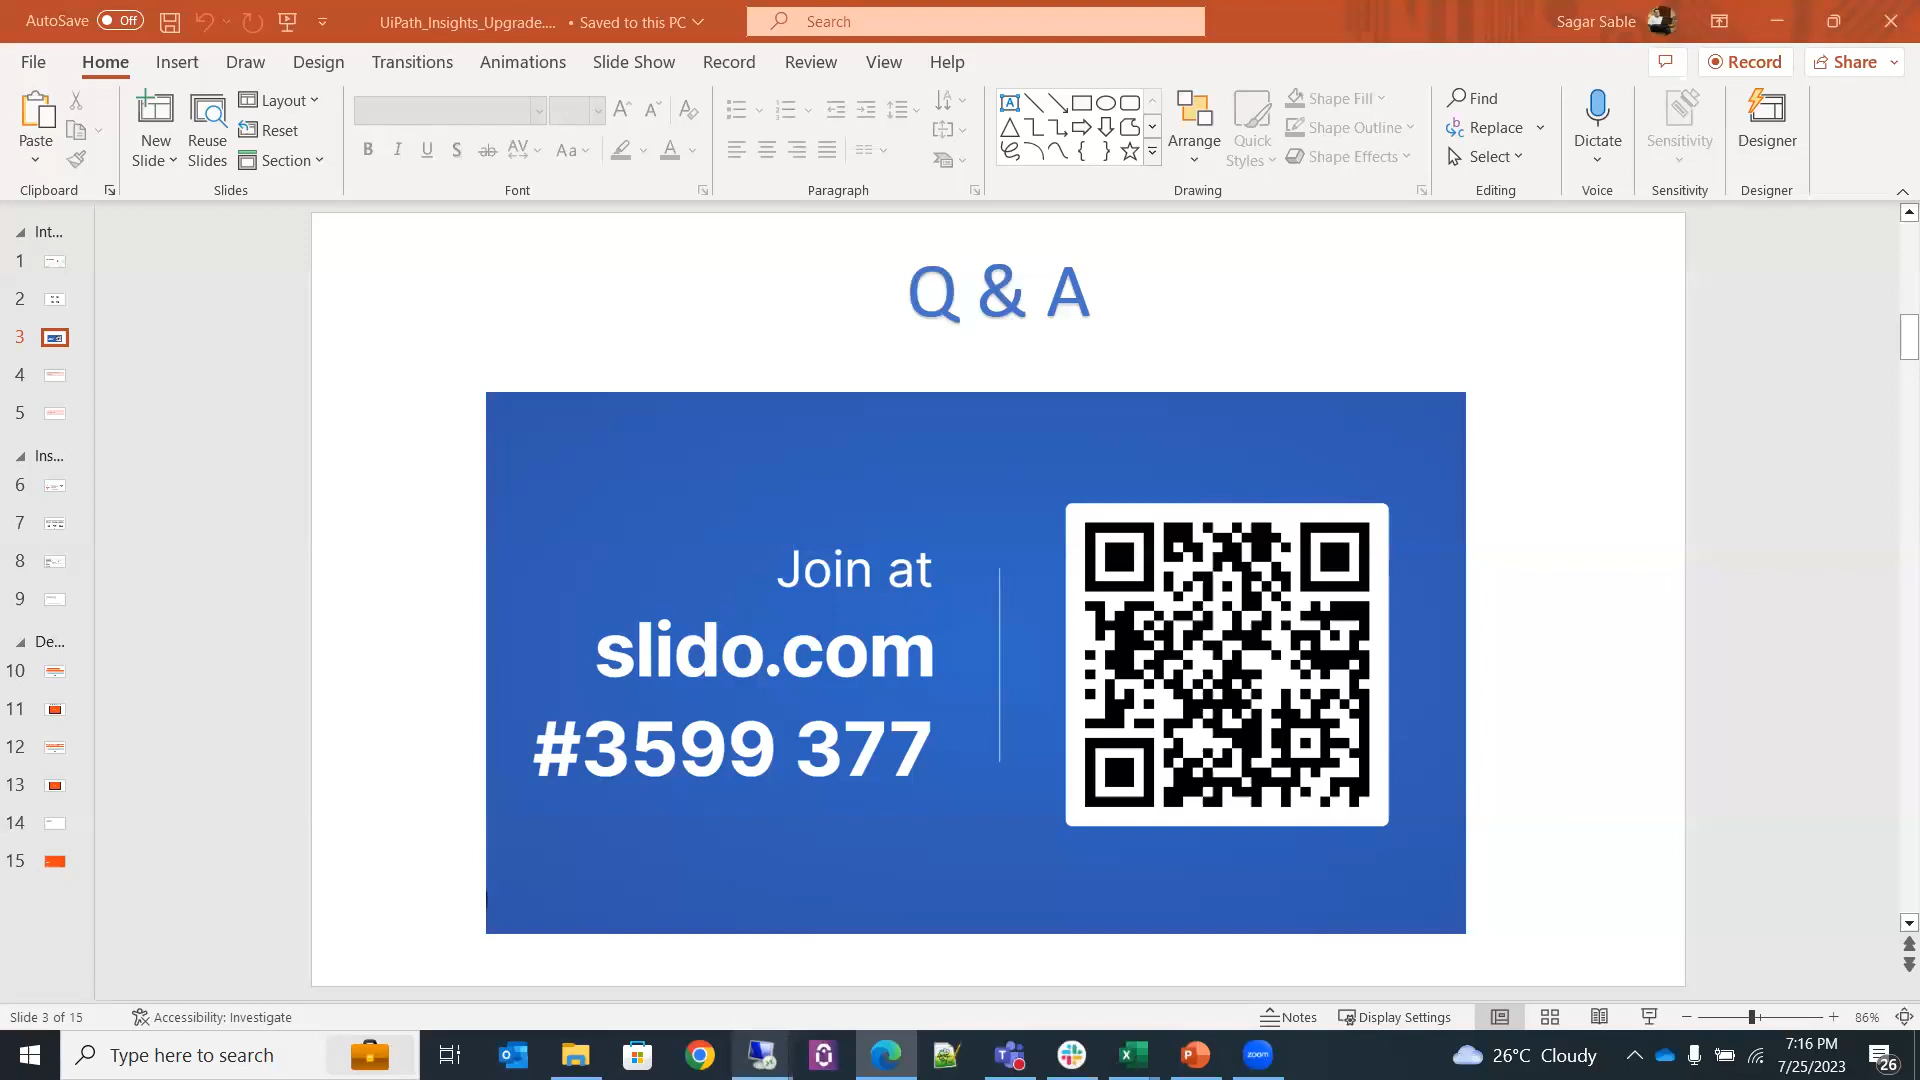 AutoSave Off UiPath_Insights_Upgrade.... • Saved to this PC Search Sagar Sable
File Home Insert Draw Design Transitions Animations Slide Show Record Review View Help Record Share
Paste New Slide Reuse Slides Layout Reset Section
B I U S ab AV Aa A
Arrange Quick Styles Shape Fill Shape Outline Shape Effects
Find Replace Select Dictate Sensitivity Designer
Clipboard Slides Font Paragraph Drawing Editing Voice Sensitivity Designer
Int...
1
2
3
4
5
Ins...
6
7
8
9
De...
10
11
12
13
14
15
Q & A
Join at
slido.com
#3599 377
Slide 3 of 15 Accessibility: Investigate Notes Display Settings 86%
Type here to search zoom 26°C Cloudy 7:16 PM
7/25/2023 26